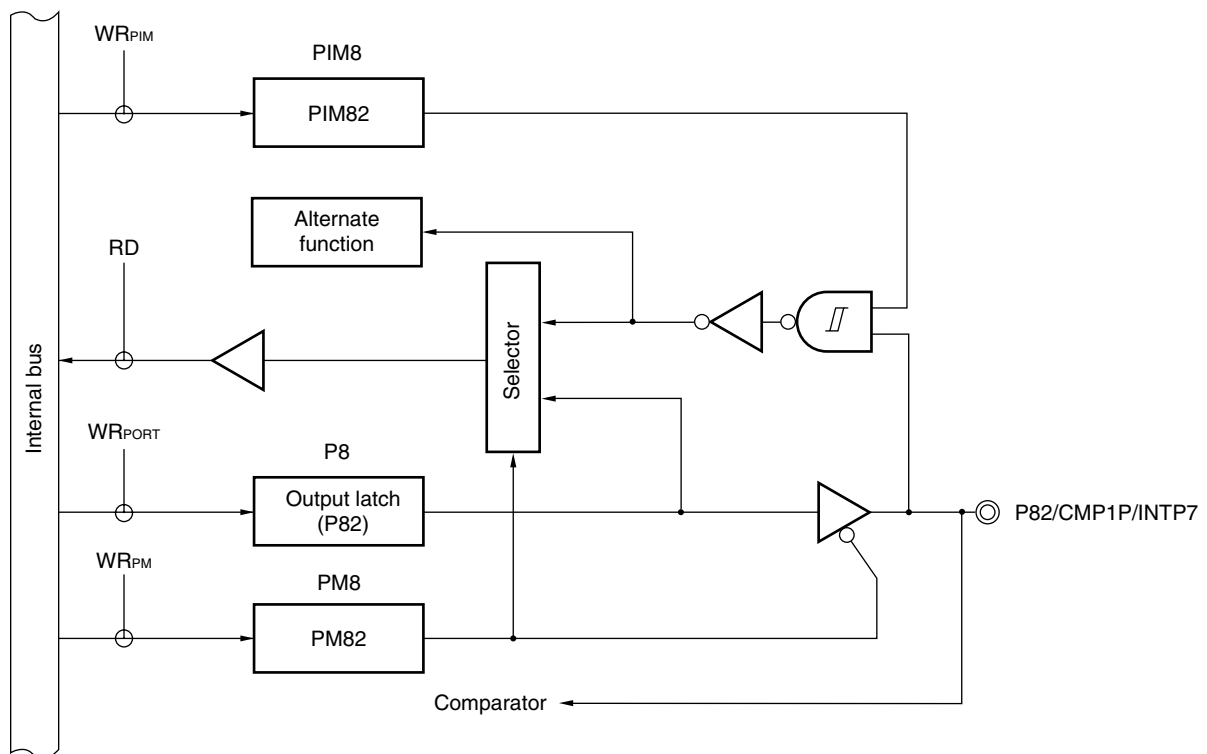 WRPIM
PIM8
PIM82
Alternate
function
RD
Selector
Internal bus
WRPORT
P8
Output latch
(P82)
P82/CMP1P/INTP7
WRPM
PM8
PM82
Comparator